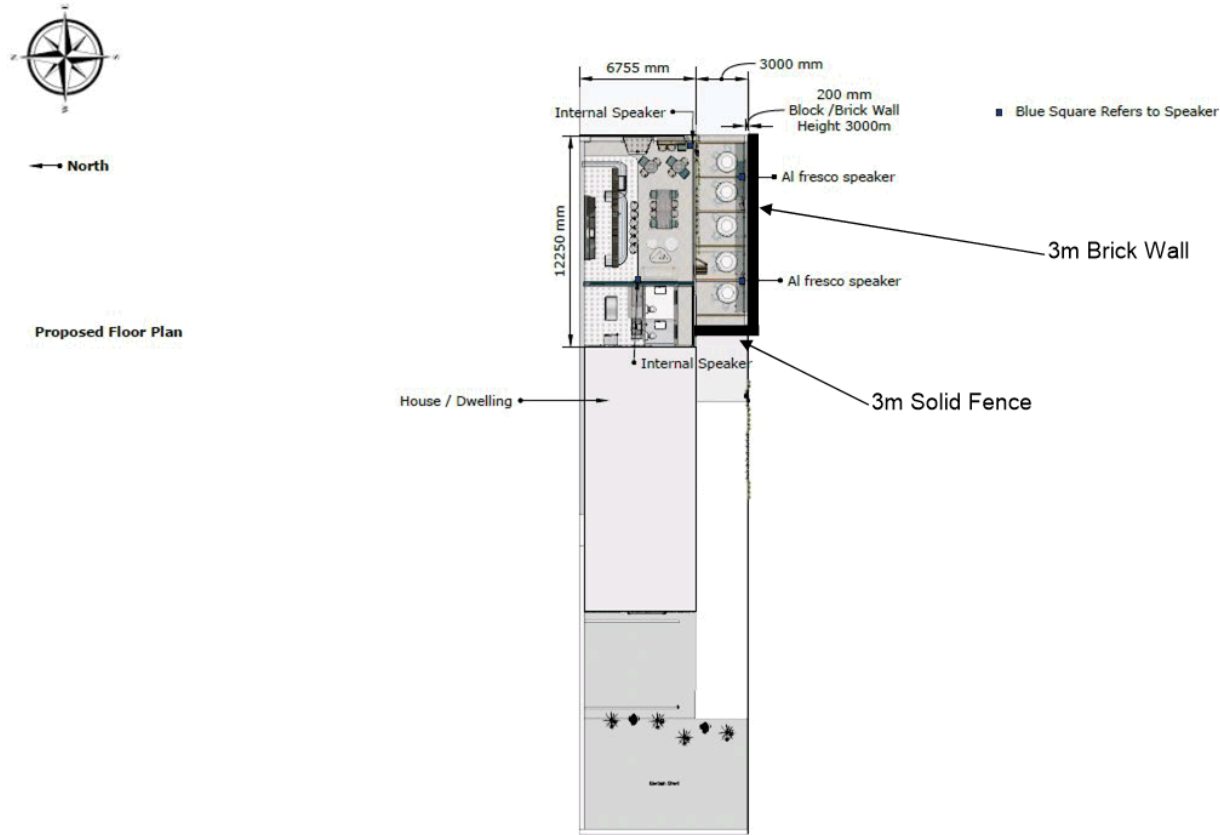 6755 mm
3000 mm
200 mm
Block /Brick Wall
Height 3000m
Internal Speaker
Blue Square Refers to Speaker
North
Al fresco speaker
12250 mm
3m Brick Wall
Al fresco speaker
Proposed Floor Plan
Internal Speaker
House / Dwelling
3m Solid Fence